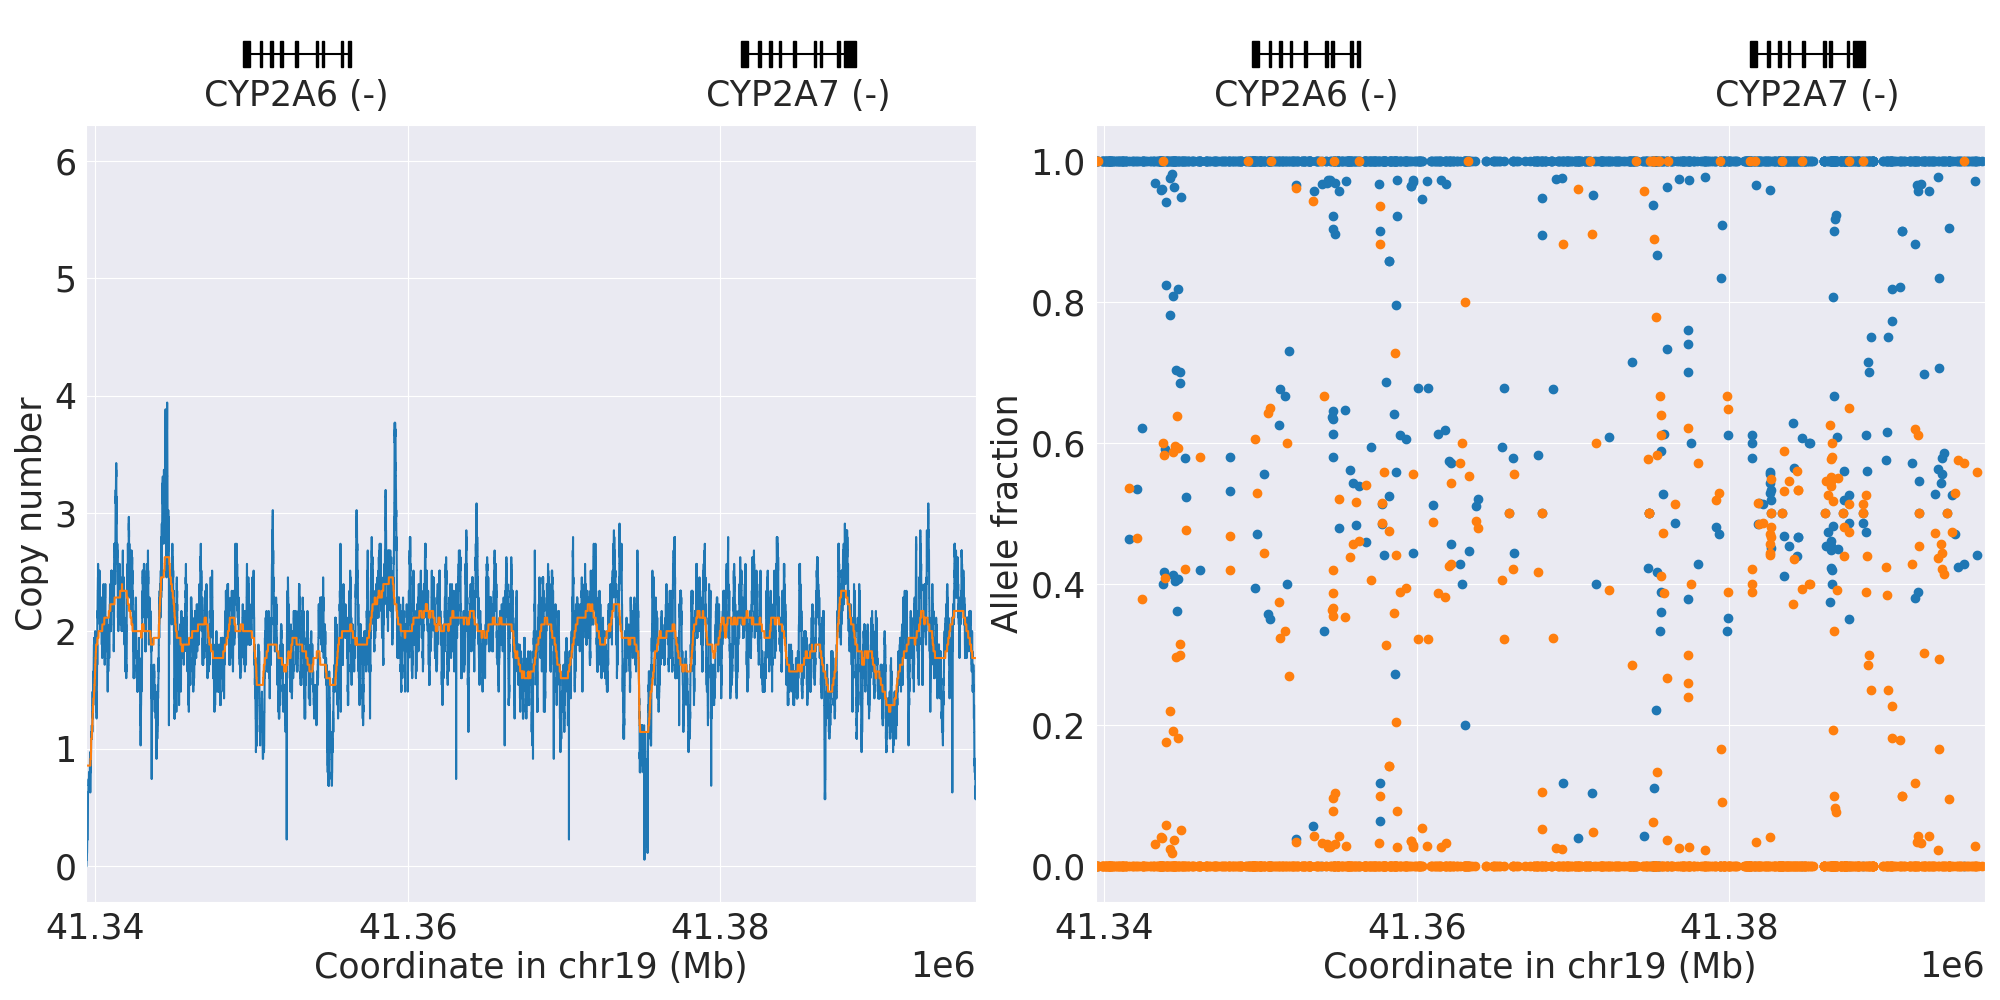 CYP2A6 (-)
CYP2A7 (-)
6
5
4
3
2
1
0
Copy number
41.34
41.36
41.38
Coordinate in chr19 (Mb)
1e6
CYP2A6 (-)
CYP2A7 (-)
1.0
0.8
0.6
0.4
0.2
0.0
Allele fraction
41.34
41.36
41.38
Coordinate in chr19 (Mb)
1e6